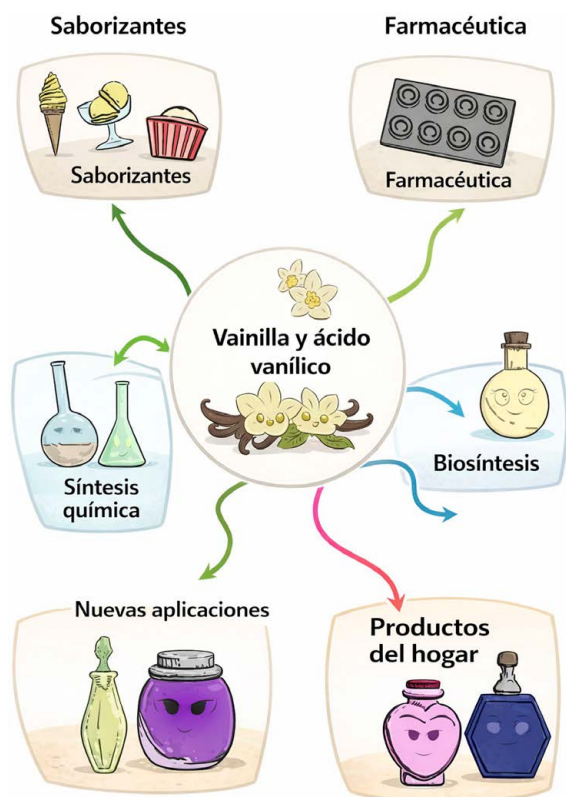 Saborizantes
Farmacéutica
Saborizantes
Farmacéutica
Vainilla y ácido
vanílico
Síntesis
química
Biosíntesis
Nuevas aplicaciones
Productos
del hogar